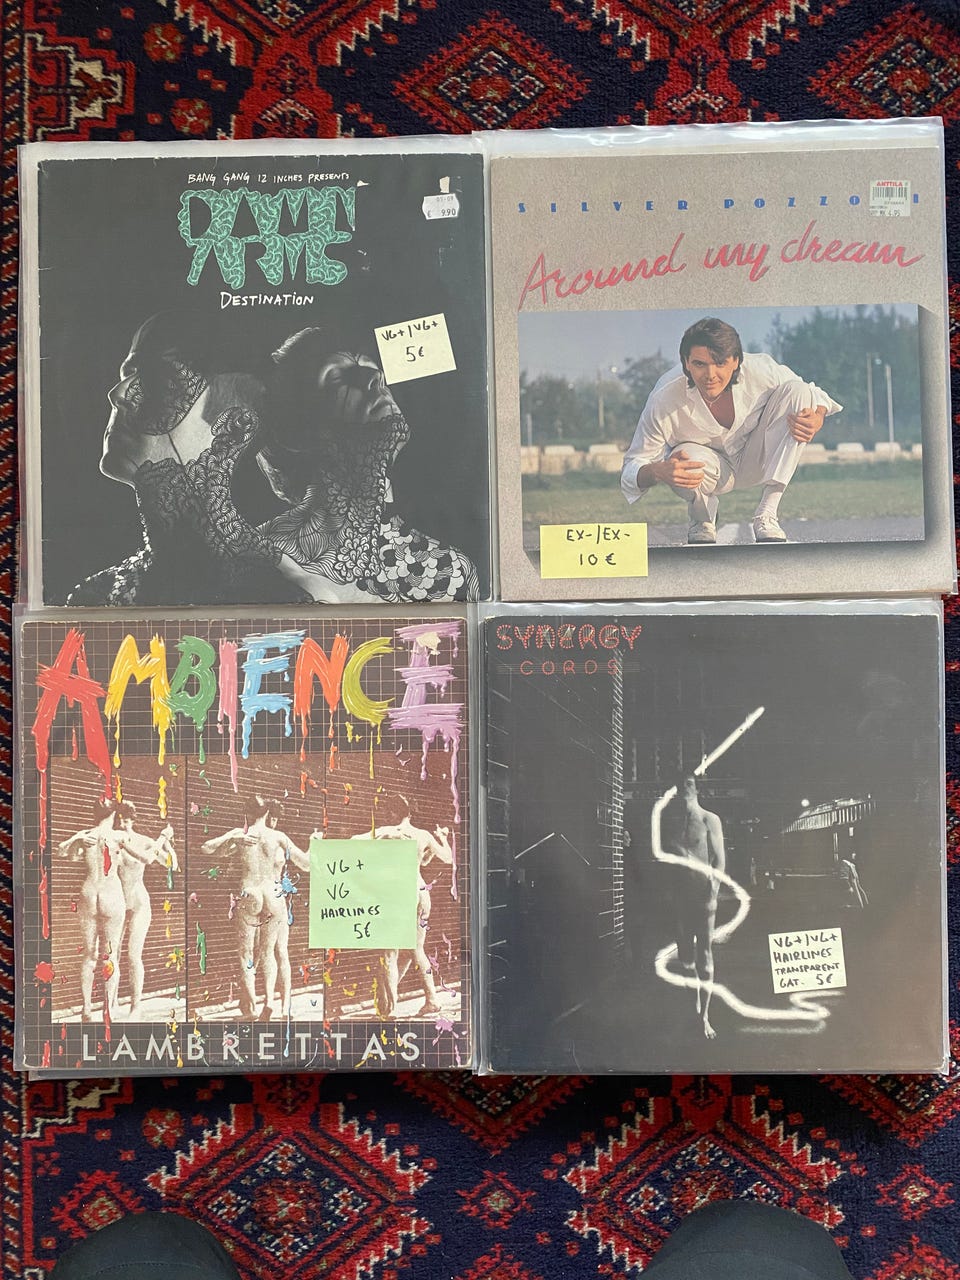 BANG GANG 12 INCHES PRESENTS
DAMN
ARMS
DESTINATION
€ 9.90
VG+/VG+
5€
SILVER POZZOLI
ANTTILA
Around my dream
EX-/EX-
10€
AMBIENCE
VG+
VG
HAIRLINES
5€
LAMBRETTAS
SYNERGY
CORDS
VG+/VG+
HAIRLINES
TRANSPARENT
GAT. 5€